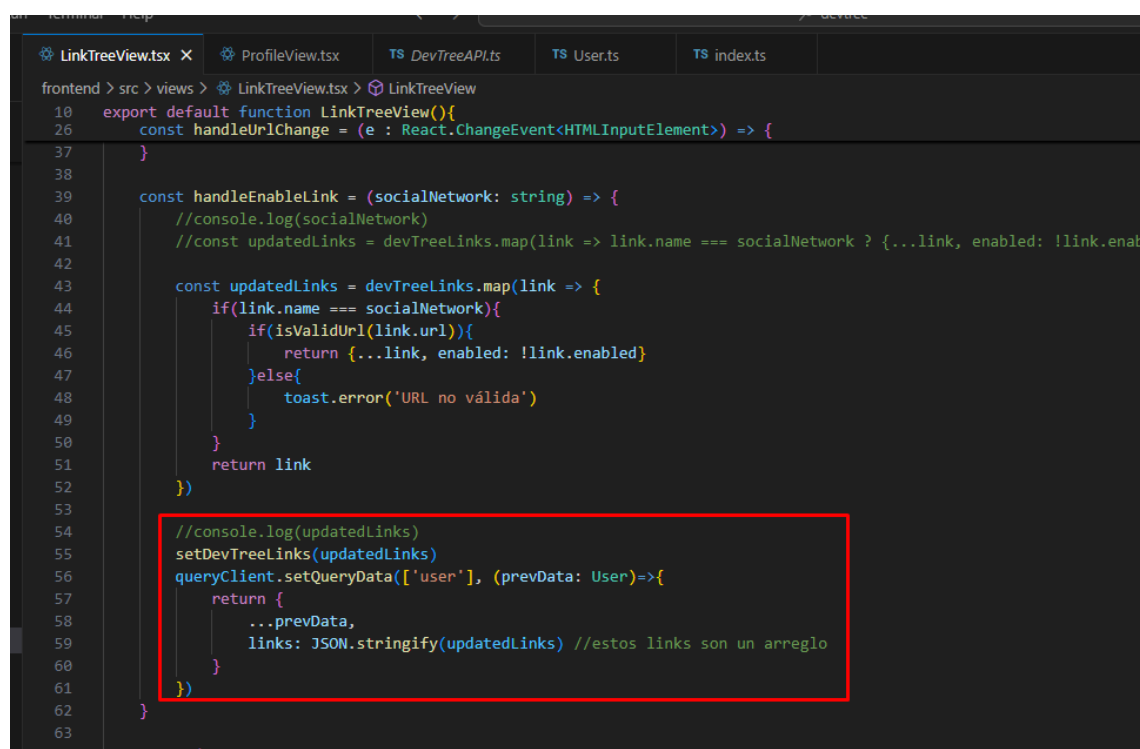 Terminal Help
devtree
LinkTreeView.tsx X ProfileView.tsx TS DevTreeAPI.ts TS User.ts TS index.ts
frontend > src > views > LinkTreeView.tsx > LinkTreeView
10 export default function LinkTreeView(){
26 const handleUrlChange = (e : React.ChangeEvent<HTMLInputElement>) => {
37 }
38
39 const handleEnableLink = (socialNetwork: string) => {
40 //console.log(socialNetwork)
41 //const updatedLinks = devTreeLinks.map(link => link.name === socialNetwork ? {...link, enabled: !link.enab
42
43 const updatedLinks = devTreeLinks.map(link => {
44 if(link.name === socialNetwork){
45 if(isValidUrl(link.url)){
46 return {...link, enabled: !link.enabled}
47 }else{
48 toast.error('URL no válida')
49 }
50 }
51 return link
52 })
53
54 //console.log(updatedLinks)
55 setDevTreeLinks(updatedLinks)
56 queryClient.setQueryData(['user'], (prevData: User)=>{
57 return {
58 ...prevData,
59 links: JSON.stringify(updatedLinks) //estos links son un arreglo
60 }
61 })
62 }
63